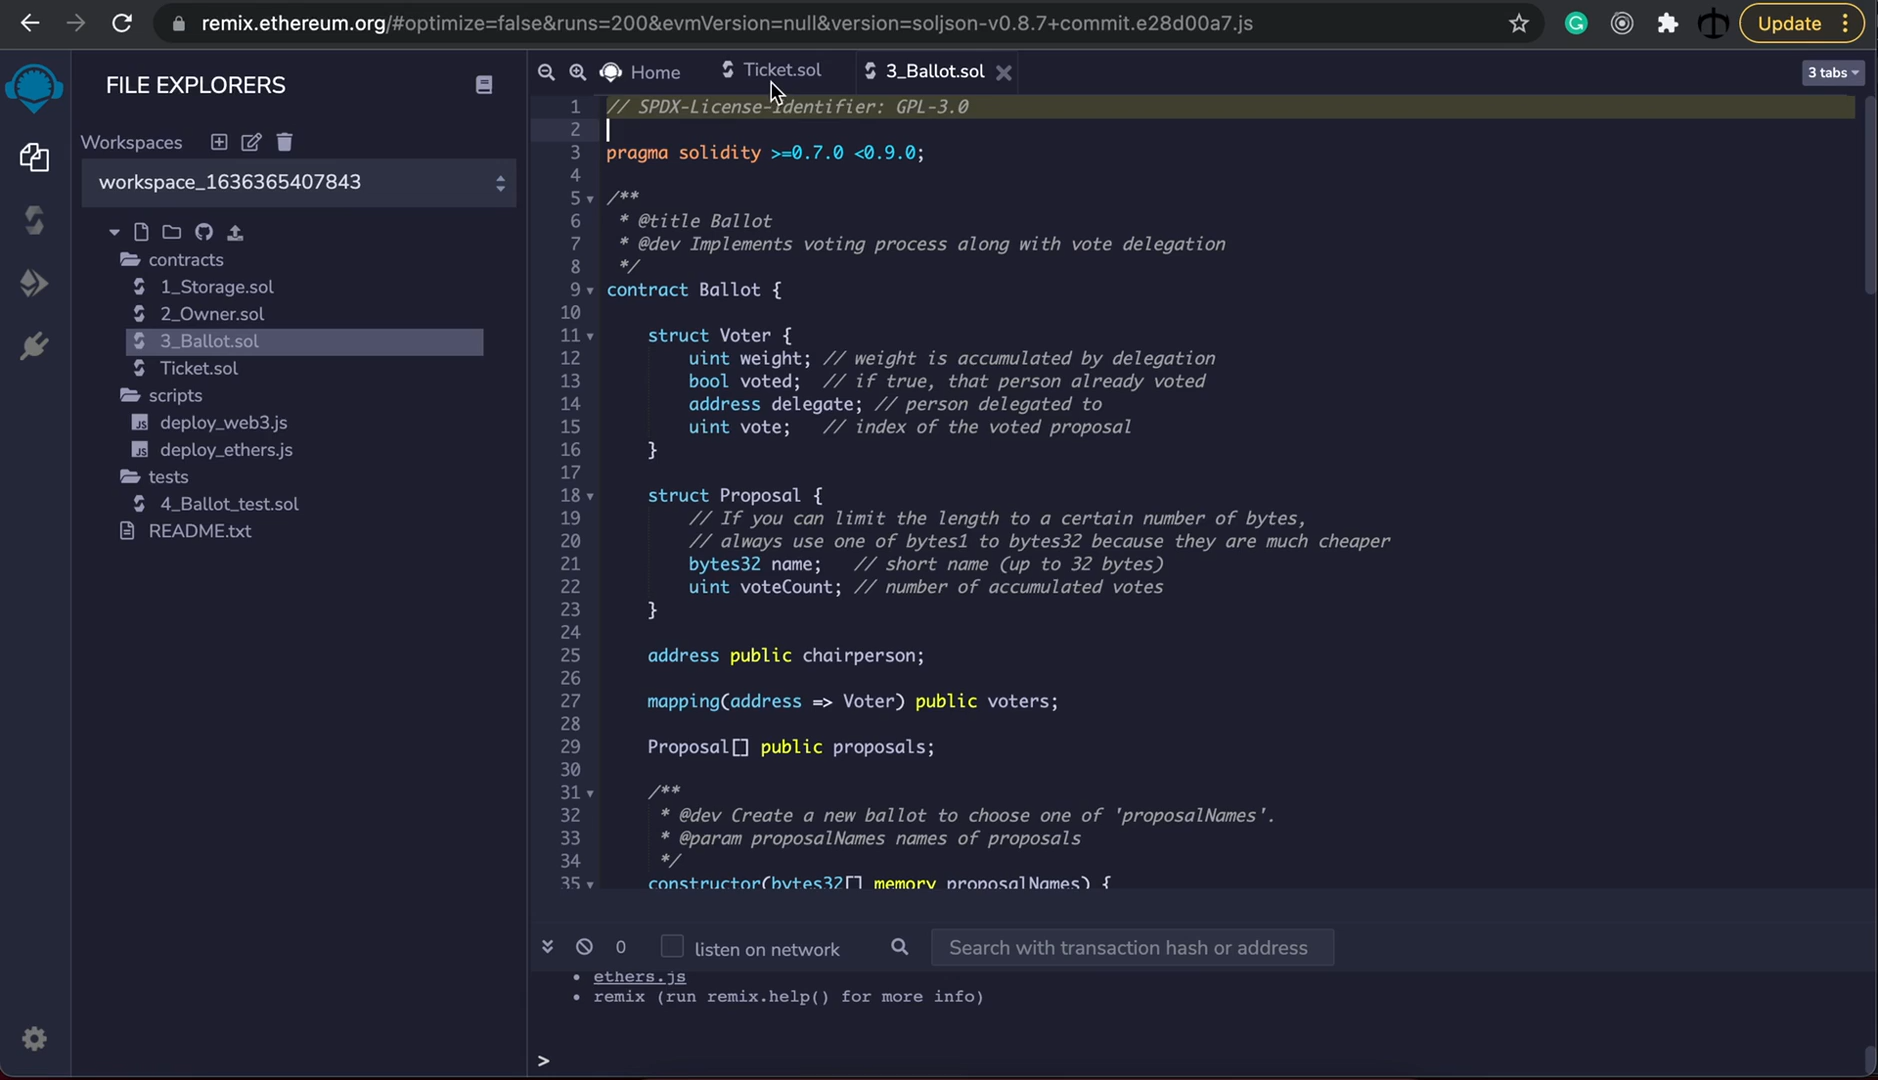 remix.ethereum.org/#optimize=false&runs=200&evmVersion=null&version=soljson-v0.8.7+commit.e28d00a7.js
Update
FILE EXPLORERS
Home
Ticket.sol
3_Ballot.sol
3 tabs
Workspaces
workspace_1636365407843
contracts
1_Storage.sol
2_Owner.sol
3_Ballot.sol
Ticket.sol
scripts
deploy_web3.js
deploy_ethers.js
tests
4_Ballot_test.sol
README.txt
1 // SPDX-License-Identifier: GPL-3.0
2
3 pragma solidity >=0.7.0 <0.9.0;
4
5 /**
6 * @title Ballot
7 * @dev Implements voting process along with vote delegation
8 */
9 contract Ballot {
10
11 struct Voter {
12 uint weight; // weight is accumulated by delegation
13 bool voted; // if true, that person already voted
14 address delegate; // person delegated to
15 uint vote; // index of the voted proposal
16 }
17
18 struct Proposal {
19 // If you can limit the length to a certain number of bytes,
20 // always use one of bytes1 to bytes32 because they are much cheaper
21 bytes32 name; // short name (up to 32 bytes)
22 uint voteCount; // number of accumulated votes
23 }
24
25 address public chairperson;
26
27 mapping(address => Voter) public voters;
28
29 Proposal[] public proposals;
30
31 /**
32 * @dev Create a new ballot to choose one of 'proposalNames'.
33 * @param proposalNames names of proposals
34 */
35 constructor(bytes32[] memory proposalNames) {
0
listen on network
Search with transaction hash or address
• ethers.js
• remix (run remix.help() for more info)
>